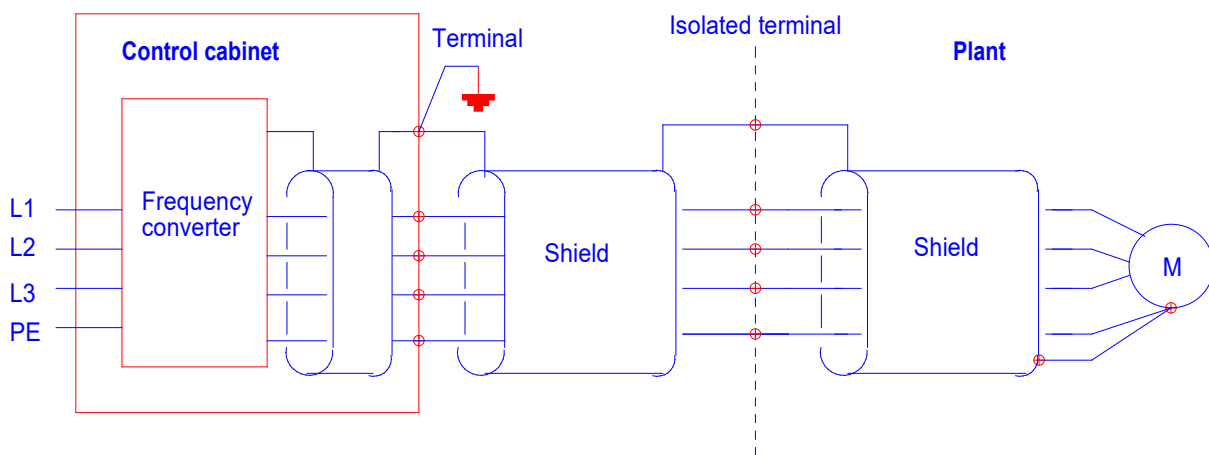 Isolated terminal
Control cabinet
Terminal
Plant
Frequency
converter
L1
L2
L3
PE
Shield
Shield
M